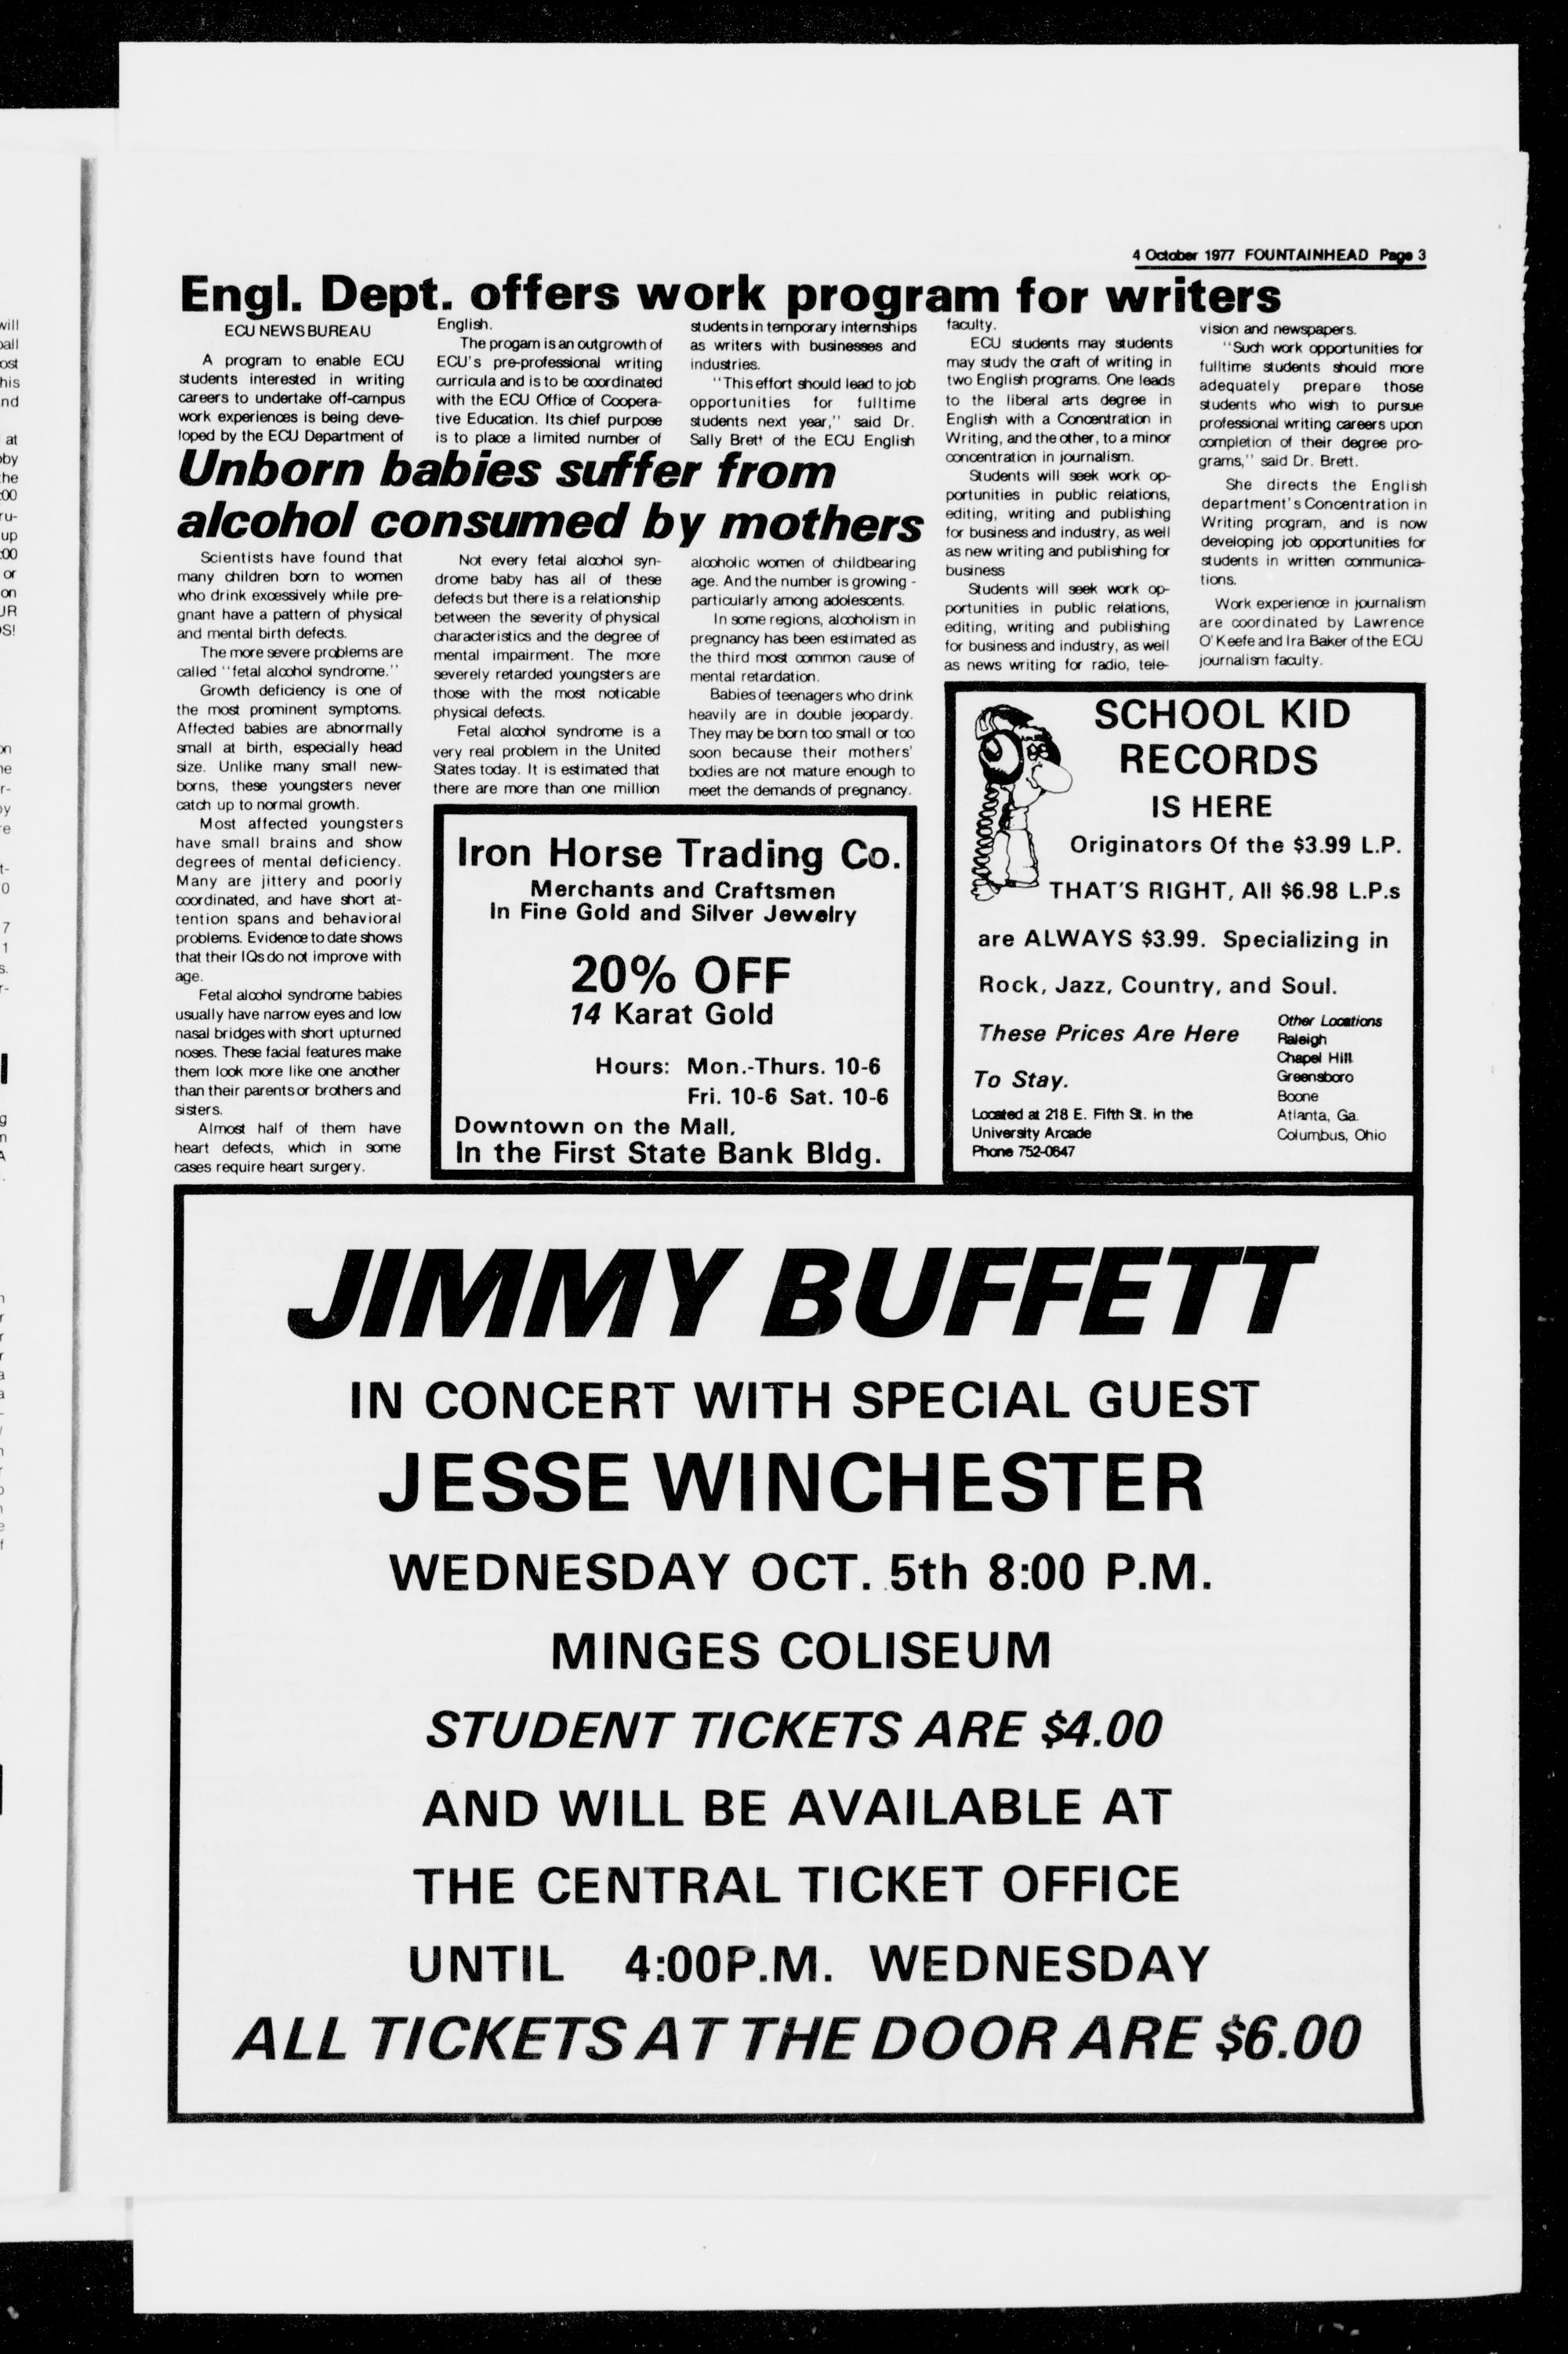 4 October 1977 FOUNTAINHEAD Page 3
Engl. Dept. offers work program for writers
ECU NEWS BUREAU
A program to enable ECU
students interested in writing
careers to undertake off-campus
work experiences is being deve-
loped by the ECU Department of
English.
The progam is an outgrowth of
ECU's pre-professional writing
curricula and is to be coordinated
with the ECU Office of Coopera-
tive Education. Its chief purpose
is to place a limited number of
students in temporary internships
as writers with businesses and
industries.
"This effort should lead to job
opportunities for fulltime
students next year," said Dr.
Sally Brett of the ECU English
faculty.
ECU students may students
may study the craft of writing in
two English programs. One leads
to the liberal arts degree in
English with a Concentration in
Writing, and the other, to a minor
concentration in journalism.
Students will seek work op-
portunities in public relations,
editing, writing and publishing
for business and industry, as well
as new writing and publishing for
business
Students will seek work op-
portunities in public relations,
editing, writing and publishing
for business and industry, as well
as news writing for radio, tele-
vision and newspapers.
"Such work opportunities for
fulltime students should more
adequately prepare those
students who wish to pursue
professional writing careers upon
completion of their degree pro-
grams," said Dr. Brett.
She directs the English
department's Concentration in
Writing program, and is now
developing job opportunities for
students in written communica-
tions.
Work experience in journalism
are coordinated by Lawrence
O'Keefe and Ira Baker of the ECU
journalism faculty.
Unborn babies suffer from
alcohol consumed by mothers
Scientists have found that
many children born to women
who drink excessively while pre-
gnant have a pattern of physical
and mental birth defects.
The more severe problems are
called "fetal alcohol syndrome."
Growth deficiency is one of
the most prominent symptoms.
Affected babies are abnormally
small at birth, especially head
size. Unlike many small new-
borns, these youngsters never
catch up to normal growth.
Most affected youngsters
have small brains and show
degrees of mental deficiency.
Many are jittery and poorly
coordinated, and have short at-
tention spans and behavioral
problems. Evidence to date shows
that their IQs do not improve with
age.
Fetal alcohol syndrome babies
usually have narrow eyes and low
nasal bridges with short upturned
noses. These facial features make
them look more like one another
than their parents or brothers and
sisters.
Almost half of them have
heart defects, which in some
cases require heart surgery.
Not every fetal alcohol syn-
drome baby has all of these
defects but there is a relationship
between the severity of physical
characteristics and the degree of
mental impairment. The more
severely retarded youngsters are
those with the most noticable
physical defects.
Fetal alcohol syndrome is a
very real problem in the United
States today. It is estimated that
there are more than one million
alcoholic women of childbearing
age. And the number is growing -
particularly among adolescents.
In some regions, alcoholism in
pregnancy has been estimated as
the third most common cause of
mental retardation.
Babies of teenagers who drink
heavily are in double jeopardy.
They may be born too small or too
soon because their mothers'
bodies are not mature enough to
meet the demands of pregnancy.
Iron Horse Trading Co.
Merchants and Craftsmen
In Fine Gold and Silver Jewelry
20% OFF
14 Karat Gold
Hours: Mon.-Thurs. 10-6
Fri. 10-6 Sat. 10-6
Downtown on the Mall.
In the First State Bank Bldg.
SCHOOL KID
RECORDS
IS HERE
Originators Of the $3.99 L.P.
THAT'S RIGHT, All $6.98 L.P.s
are ALWAYS $3.99. Specializing in
Rock, Jazz, Country, and Soul.
These Prices Are Here
To Stay.
Located at 218 E. Fifth St. in the
University Arcade
Phone 752-0647
Other Locations
Raleigh
Chapel Hill
Greensboro
Boone
Atlanta, Ga.
Columbus, Ohio
JIMMY BUFFETT
IN CONCERT WITH SPECIAL GUEST
JESSE WINCHESTER
WEDNESDAY OCT. 5th 8:00 P.M.
MINGES COLISEUM
STUDENT TICKETS ARE $4.00
AND WILL BE AVAILABLE AT
THE CENTRAL TICKET OFFICE
UNTIL 4:00P.M. WEDNESDAY
ALL TICKETS AT THE DOOR ARE $6.00